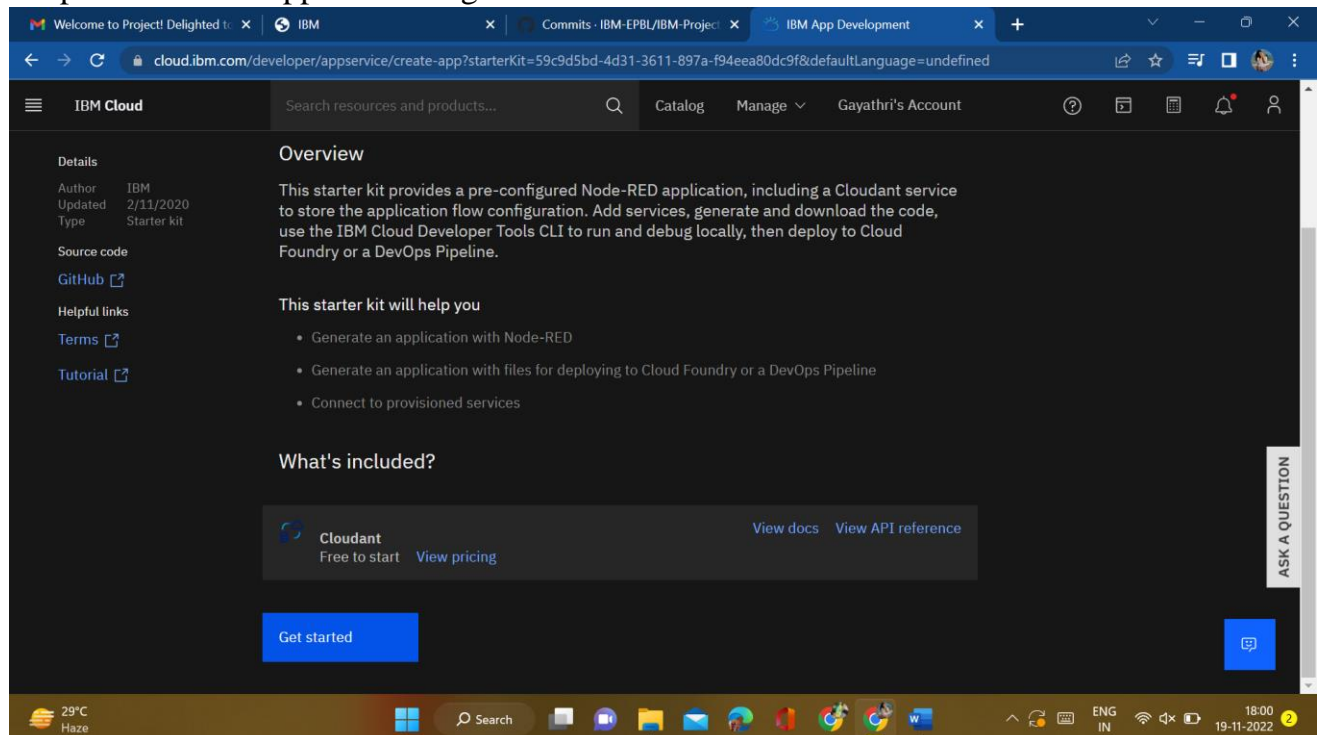 Welcome to Project! Delighted to
IBM
Commits · IBM-EPBL/IBM-Project
IBM App Development
cloud.ibm.com/developer/appservice/create-app?starterKit=59c9d5bd-4d31-3611-897a-f94eea80dc9f&defaultLanguage=undefined
IBM Cloud
Search resources and products...
Catalog
Manage
Gayathri's Account
Details
Author IBM
Updated 2/11/2020
Type Starter kit
Source code
GitHub
Helpful links
Terms
Tutorial
Overview
This starter kit provides a pre-configured Node-RED application, including a Cloudant service
to store the application flow configuration. Add services, generate and download the code,
use the IBM Cloud Developer Tools CLI to run and debug locally, then deploy to Cloud
Foundry or a DevOps Pipeline.
This starter kit will help you
• Generate an application with Node-RED
• Generate an application with files for deploying to Cloud Foundry or a DevOps Pipeline
• Connect to provisioned services
What's included?
Cloudant
Free to start View pricing
View docs View API reference
Get started
ASK A QUESTION
29°C
Haze
Search
ENG
IN
18:00
19-11-2022
2